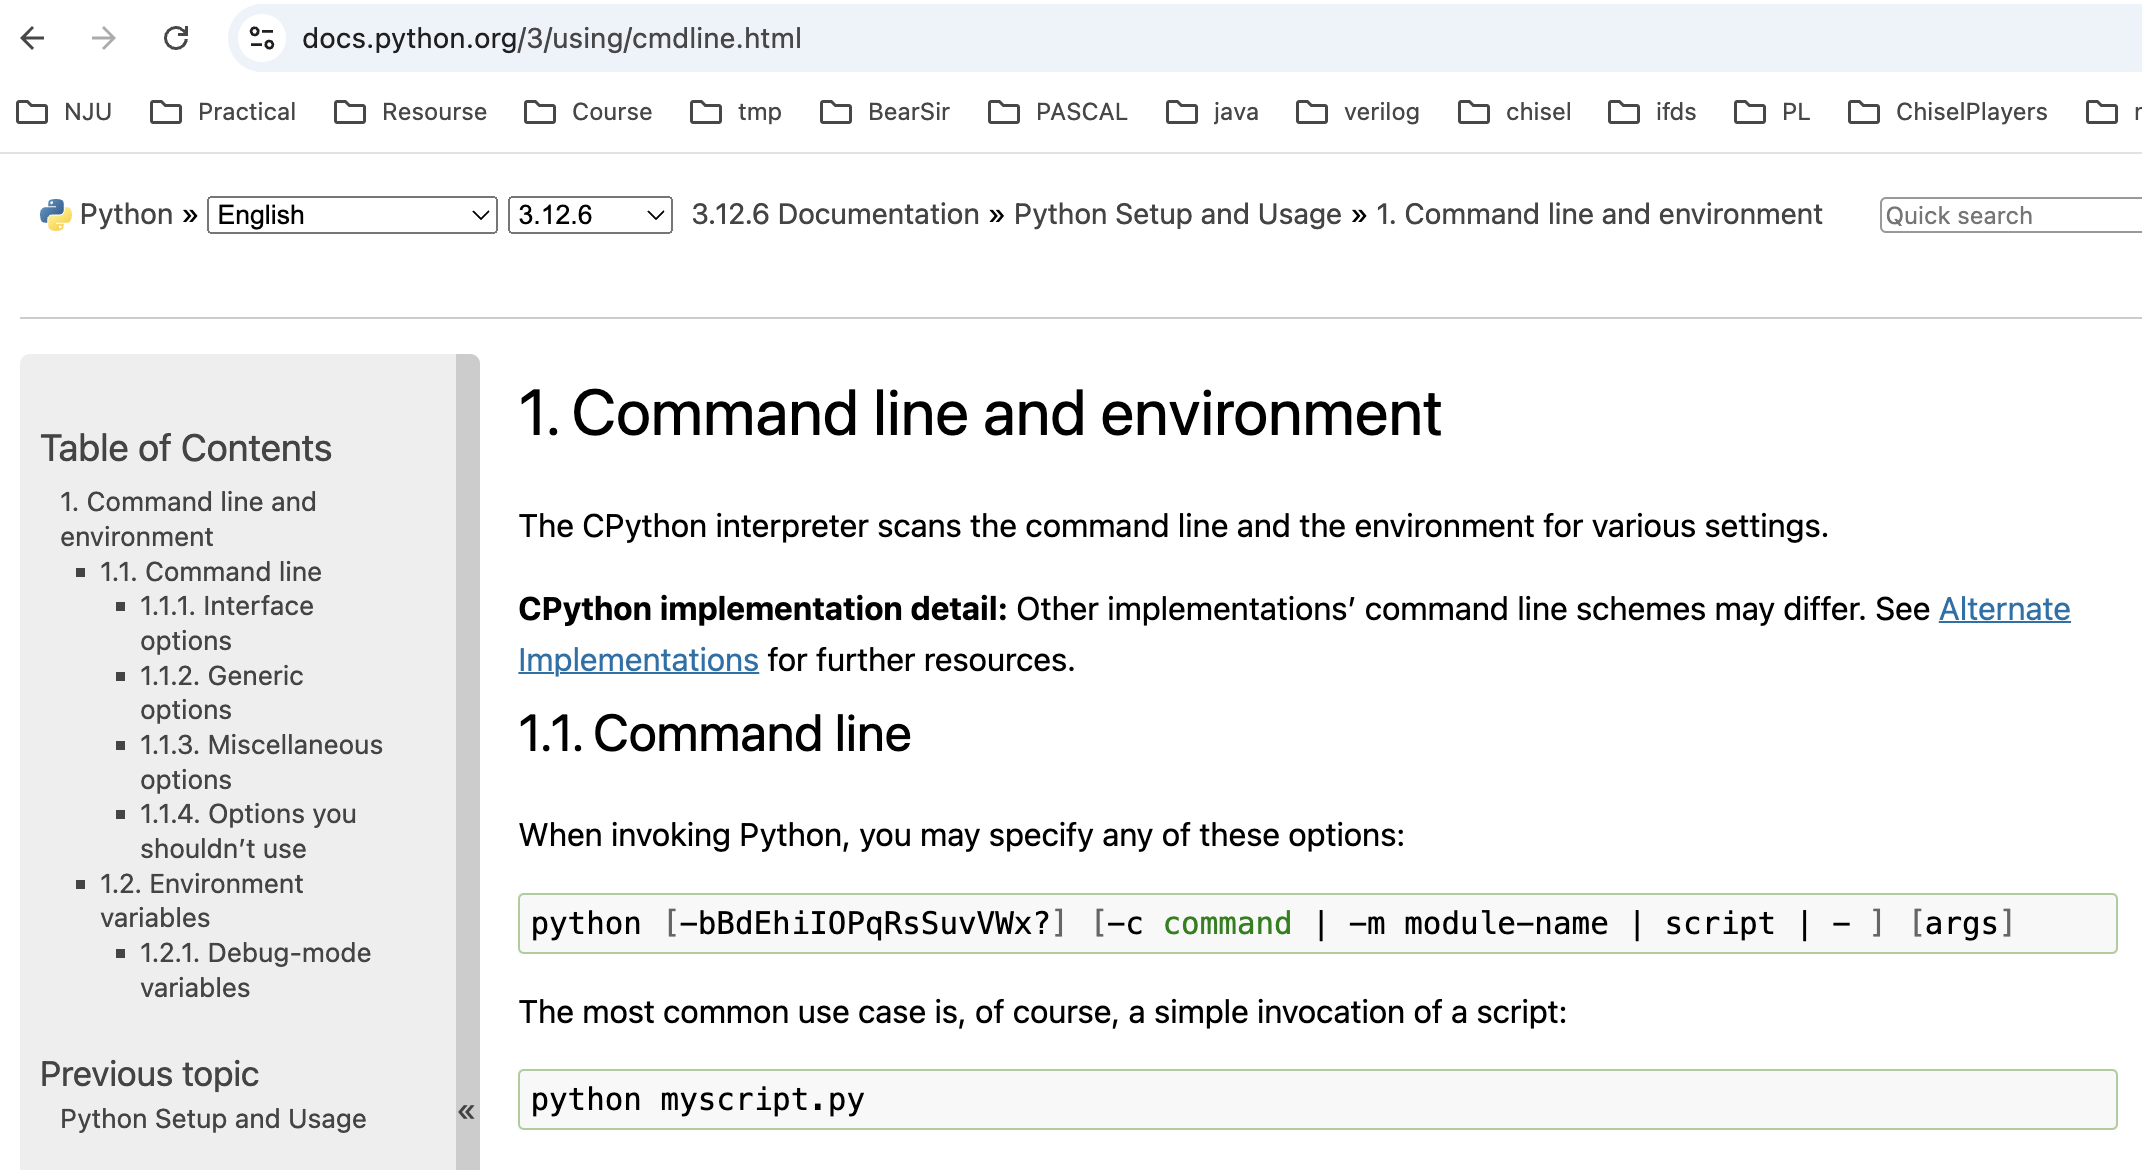 docs.python.org/3/using/cmdline.html
NJU Practical Resourse Course tmp BearSir PASCAL java verilog chisel ifds PL ChiselPlayers
Python » English 3.12.6 3.12.6 Documentation » Python Setup and Usage » 1. Command line and environment Quick search
Table of Contents
1. Command line and
environment
1.1. Command line
1.1.1. Interface
options
1.1.2. Generic
options
1.1.3. Miscellaneous
options
1.1.4. Options you
shouldn’t use
1.2. Environment
variables
1.2.1. Debug-mode
variables
Previous topic
Python Setup and Usage
«
1. Command line and environment
The CPython interpreter scans the command line and the environment for various settings.
CPython implementation detail: Other implementations’ command line schemes may differ. See Alternate
Implementations for further resources.
1.1. Command line
When invoking Python, you may specify any of these options:
python [-bBdEhiIOPqRsSuvVWx?] [-c command | -m module-name | script | - ] [args]
The most common use case is, of course, a simple invocation of a script:
python myscript.py